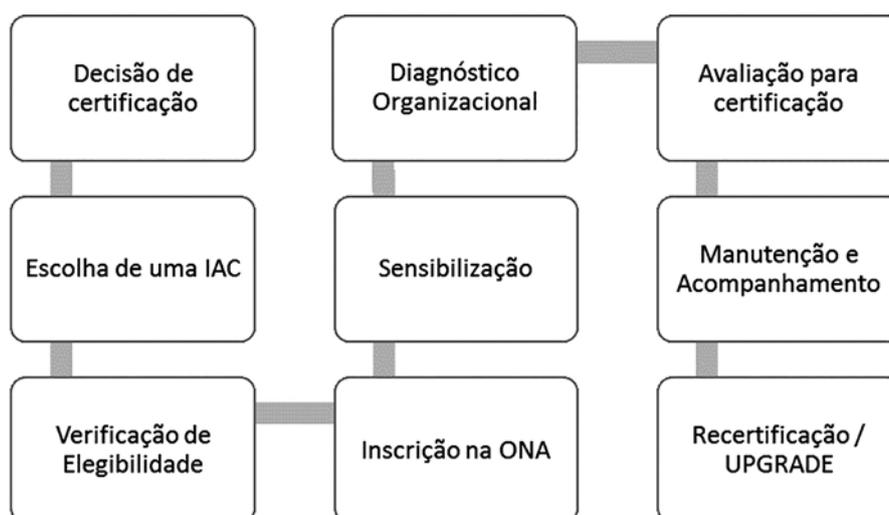 Decisão de
certificação
Escolha de uma IAC
Verificação de
Elegibilidade
Inscrição na ONA
Sensibilização
Diagnóstico
Organizacional
Avaliação para
certificação
Manutenção e
Acompanhamento
Recertificação /
UPGRADE